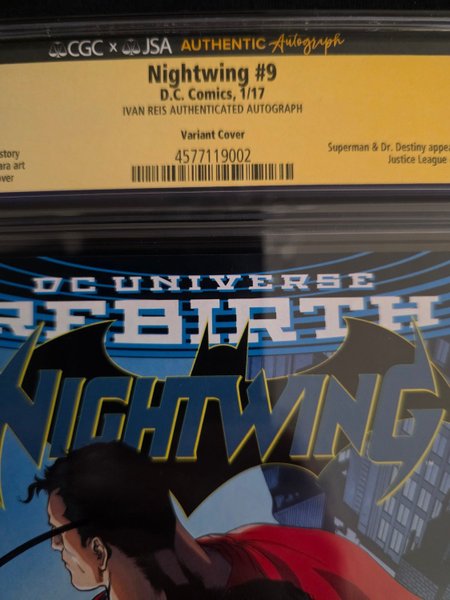 CGC x JSA AUTHENTIC Autograph
Nightwing #9
D.C. Comics, 1/17
IVAN REIS AUTHENTICATED AUTOGRAPH
Variant Cover
4577119002
story
ara art
over
Superman & Dr. Destiny appea
Justice League
DC UNIVERSE
REBIRTH
NIGHTWING